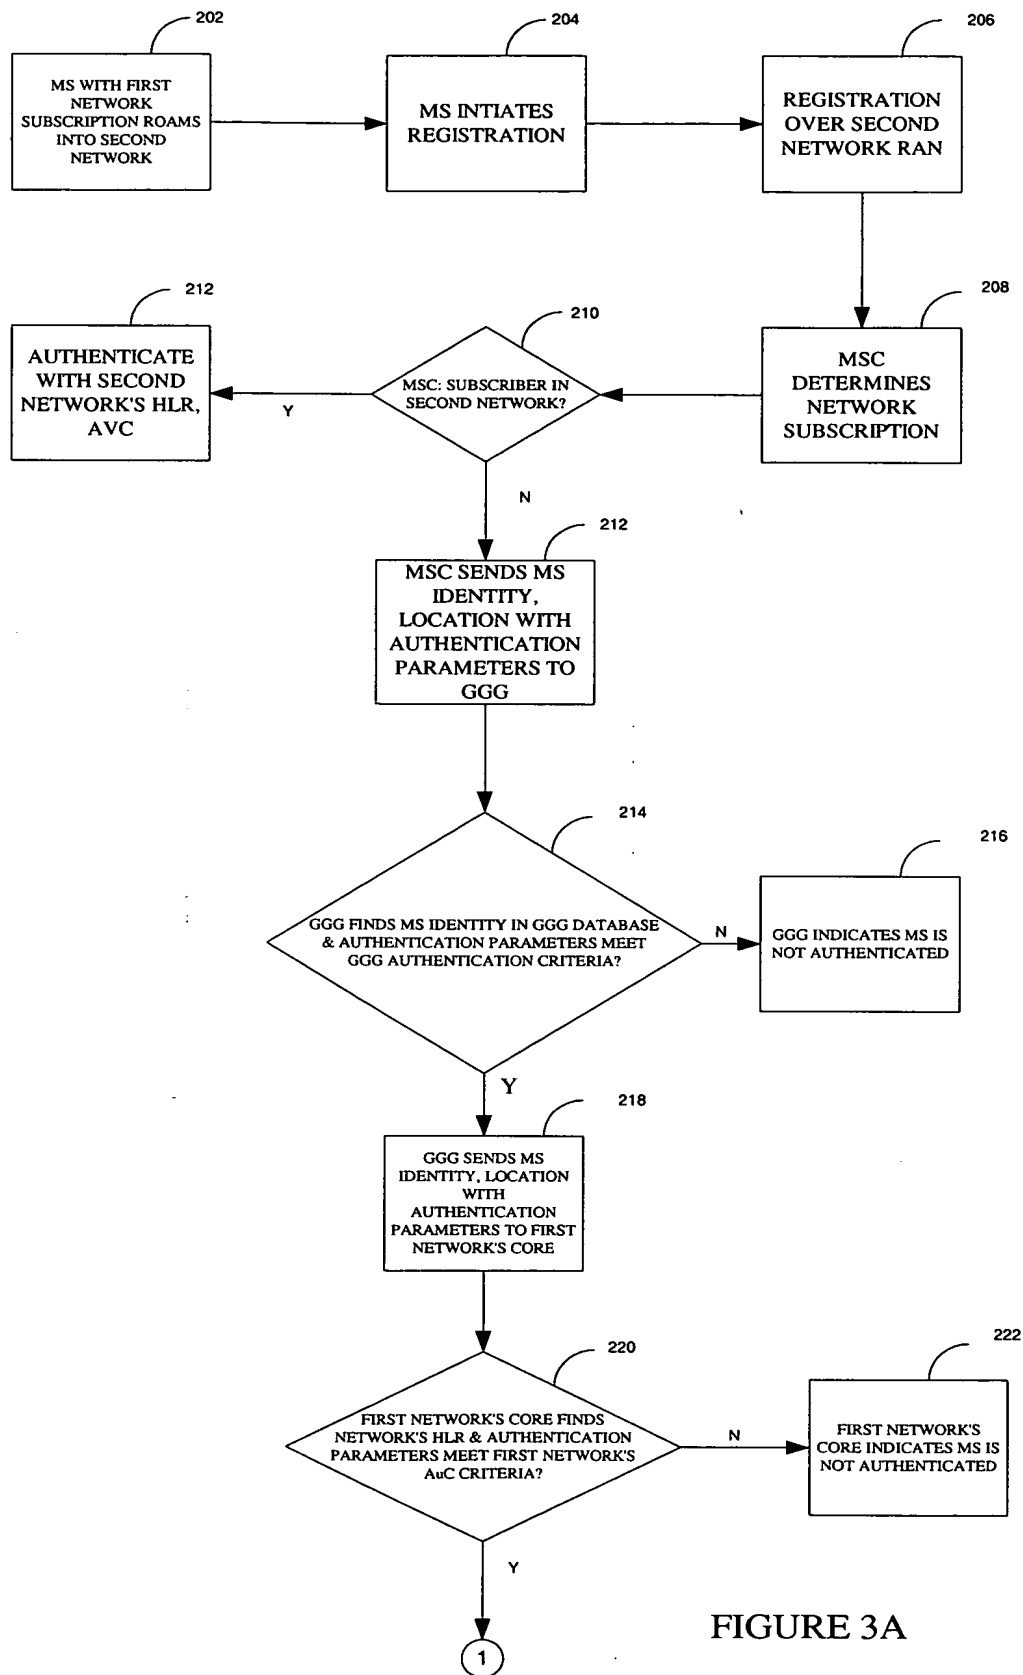 202
MS WITH FIRST
NETWORK
SUBSCRIPTION ROAMS
INTO SECOND
NETWORK
204
MS INTIATES
REGISTRATION
206
REGISTRATION
OVER SECOND
NETWORK RAN
212
AUTHENTICATE
WITH SECOND
NETWORK'S HLR,
AVC
Y
210
MSC: SUBSCRIBER IN
SECOND NETWORK?
208
MSC
DETERMINES
NETWORK
SUBSCRIPTION
N
212
MSC SENDS MS
IDENTITY,
LOCATION WITH
AUTHENTICATION
PARAMETERS TO
GGG
214
GGG FINDS MS IDENTITY IN GGG DATABASE
& AUTHENTICATION PARAMETERS MEET
GGG AUTHENTICATION CRITERIA?
N
216
GGG INDICATES MS IS
NOT AUTHENTICATED
Y
218
GGG SENDS MS
IDENTITY, LOCATION
WITH
AUTHENTICATION
PARAMETERS TO FIRST
NETWORK'S CORE
220
FIRST NETWORK'S CORE FINDS
NETWORK'S HLR & AUTHENTICATION
PARAMETERS MEET FIRST NETWORK'S
AuC CRITERIA?
N
222
FIRST NETWORK'S
CORE INDICATES MS IS
NOT AUTHENTICATED
Y
1
FIGURE 3A